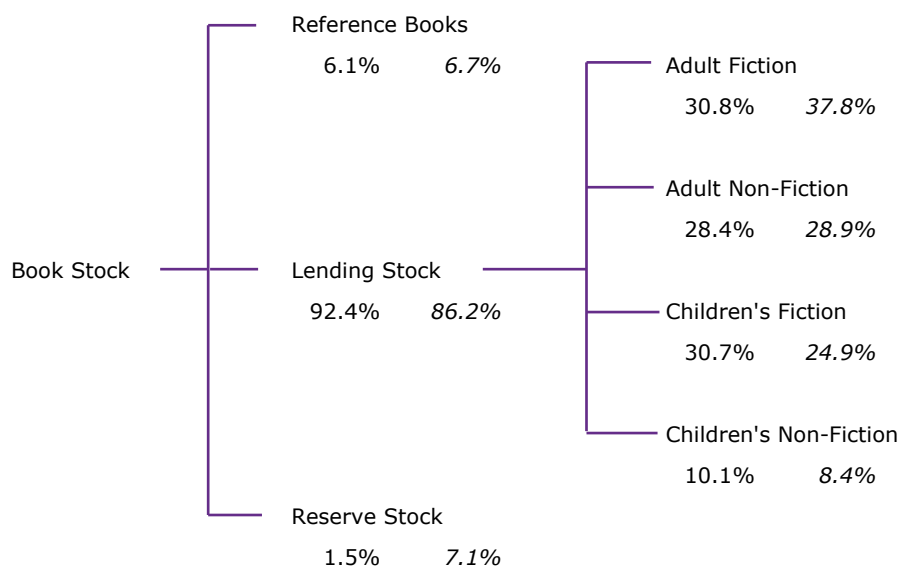 Reference Books
6.1% 6.7%
Adult Fiction
30.8% 37.8%
Adult Non-Fiction
28.4% 28.9%
Book Stock
Lending Stock
92.4% 86.2%
Children's Fiction
30.7% 24.9%
Children's Non-Fiction
10.1% 8.4%
Reserve Stock
1.5% 7.1%